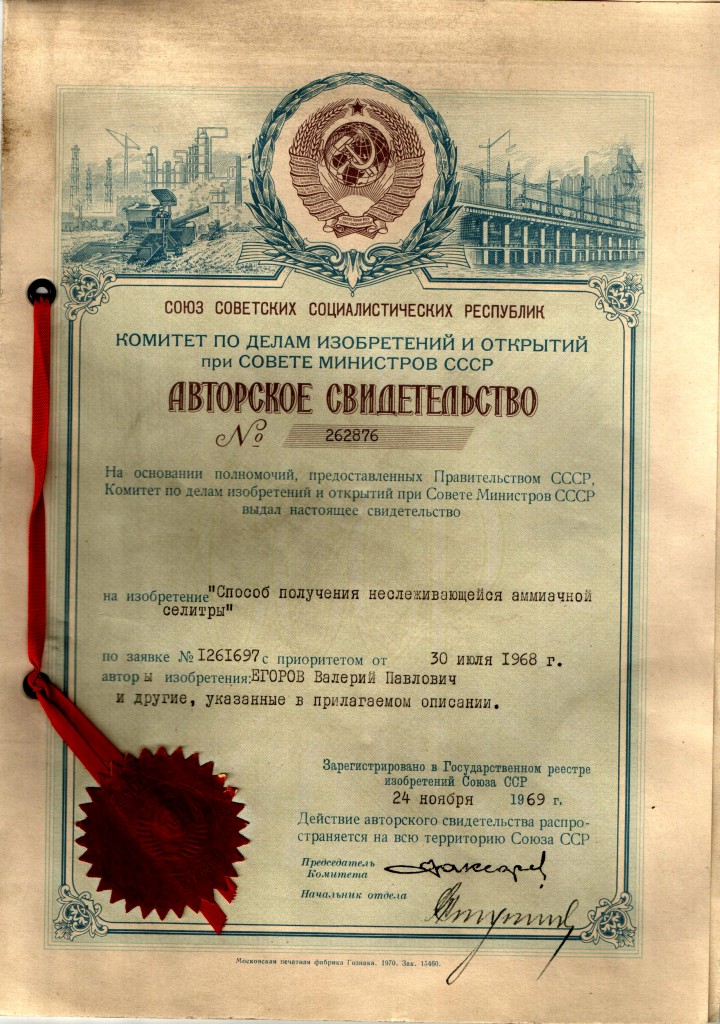 СОЮЗ СОВЕТСКИХ СОЦИАЛИСТИЧЕСКИХ РЕСПУБЛИК
КОМИТЕТ ПО ДЕЛАМ ИЗОБРЕТЕНИЙ И ОТКРЫТИЙ
при СОВЕТЕ МИНИСТРОВ СССР
АВТОРСКОЕ СВИДЕТЕЛЬСТВО
№ 262876
На основании полномочий, предоставленных Правительством СССР,
Комитет по делам изобретений и открытий при Совете Министров СССР
выдал настоящее свидетельство
на изобретение "Способ получения неслеживающейся аммиачной
селитры"
по заявке № I26I697 с приоритетом от 30 июля 1968 г.
авторы изобретения: ЕГОРОВ Валерий Павлович
и другие, указанные в прилагаемом описании.
Зарегистрировано в Государственном реестре
изобретений Союза ССР
24 ноября 1969 г.
Действие авторского свидетельства распро-
страняется на всю территорию Союза ССР
Председатель
Комитета
Начальник отдела
Московская печатная фабрика Гознака. 1970. Зак. 15460.